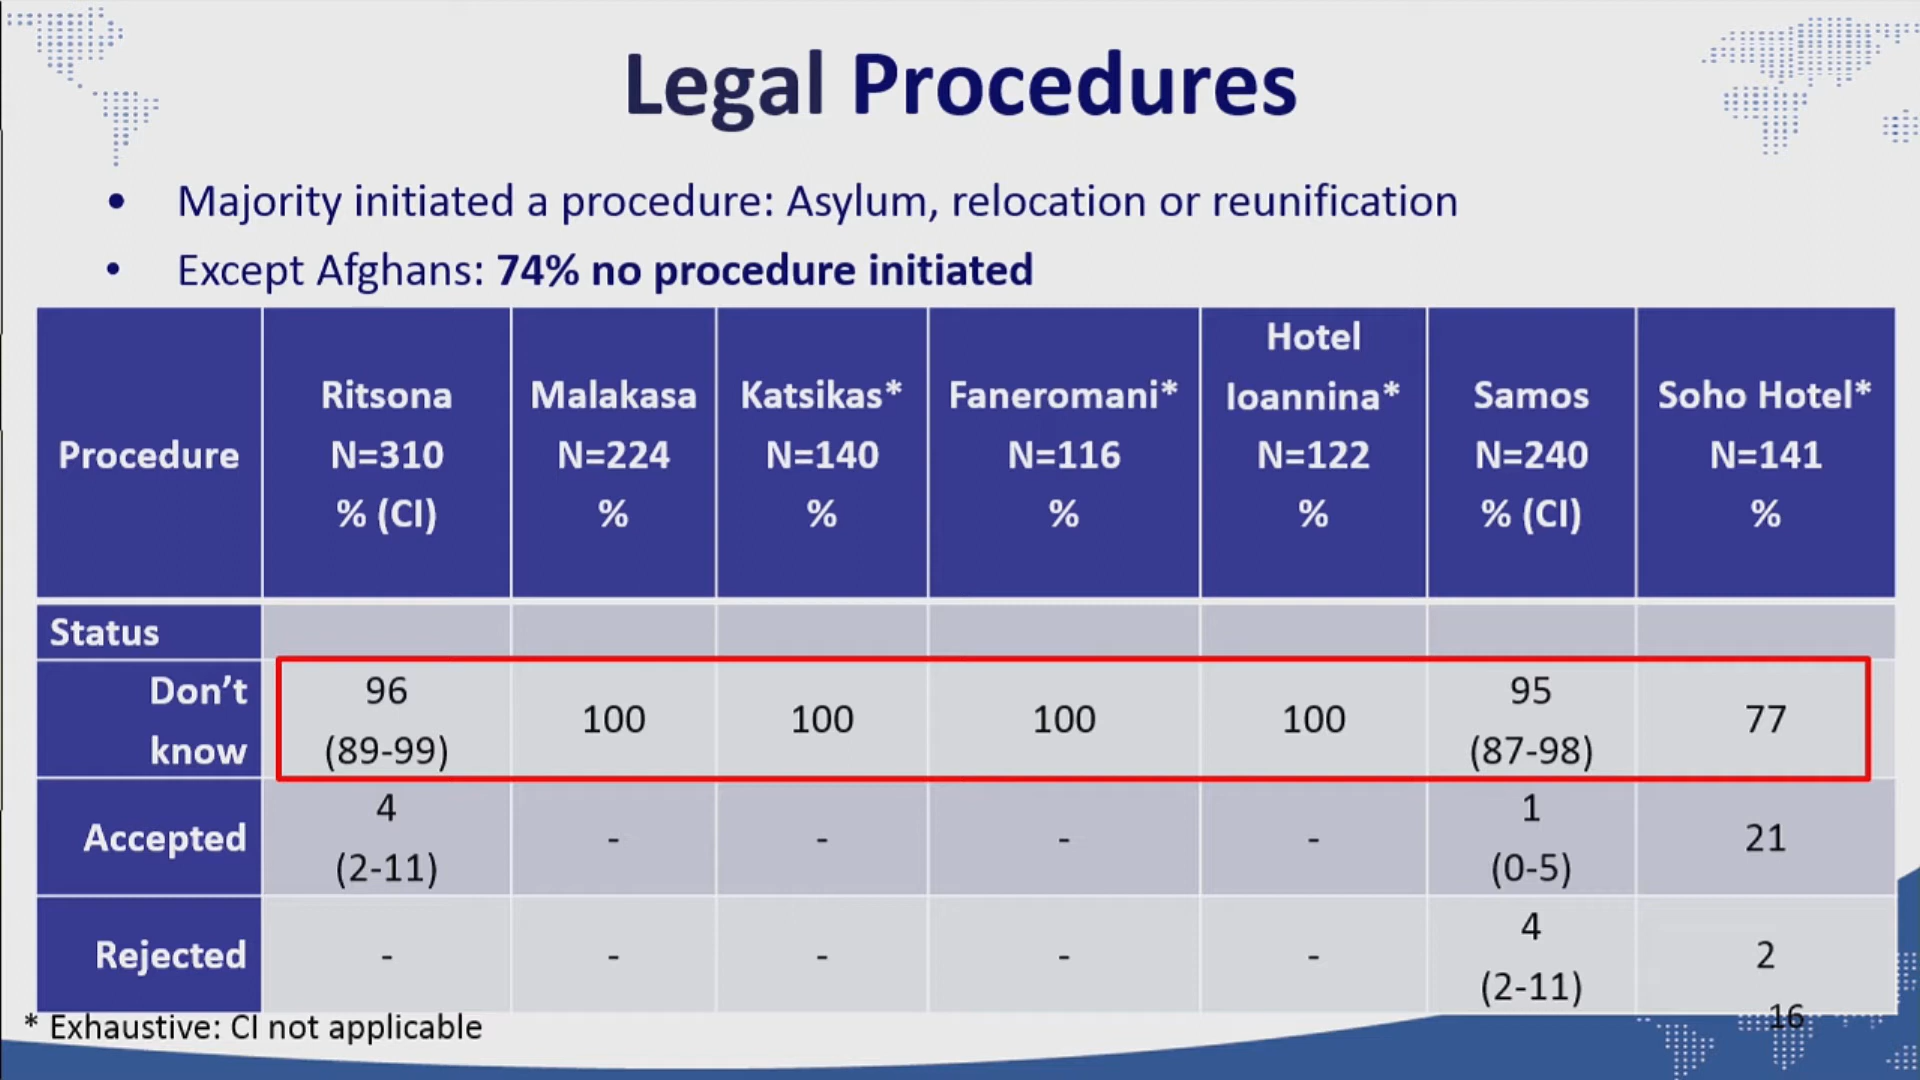 Legal Procedures
• Majority initiated a procedure: Asylum, relocation or reunification
• Except Afghans: 74% no procedure initiated
Procedure Ritsona N=310 % (CI) Malakasa N=224 % Katsikas* N=140 % Faneromani* N=116 % Hotel Ioannina* N=122 % Samos N=240 % (CI) Soho Hotel* N=141 %
Status
Don’t know 96 (89-99) 100 100 100 100 95 (87-98) 77
Accepted 4 (2-11) - - - - 1 (0-5) 21
Rejected - - - - - 4 (2-11) 2
* Exhaustive: CI not applicable
16